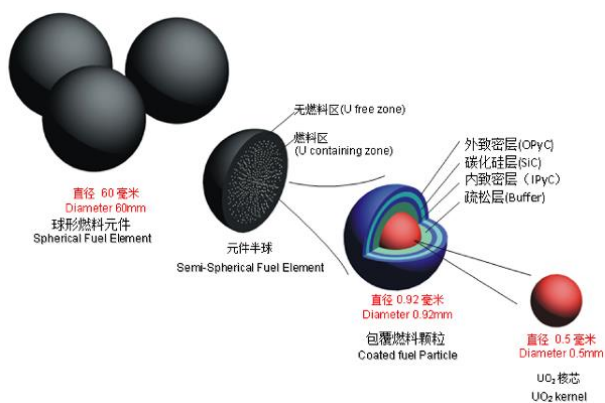 直径 60 毫米
Diameter 60mm
球形燃料元件
Spherical Fuel Element
无燃料区(U free zone)
燃料区
(U containing zone)
元件半球
Semi-Spherical Fuel Element
外致密层(OPyC)
碳化硅层(SiC)
内致密层（IPyC)
疏松层(Buffer)
直径 0.92 毫米
Diameter 0.92mm
包覆燃料颗粒
Coated fuel Particle
直径 0.5 毫米
Diameter 0.5mm
UO₂ 核芯
UO₂ kernel